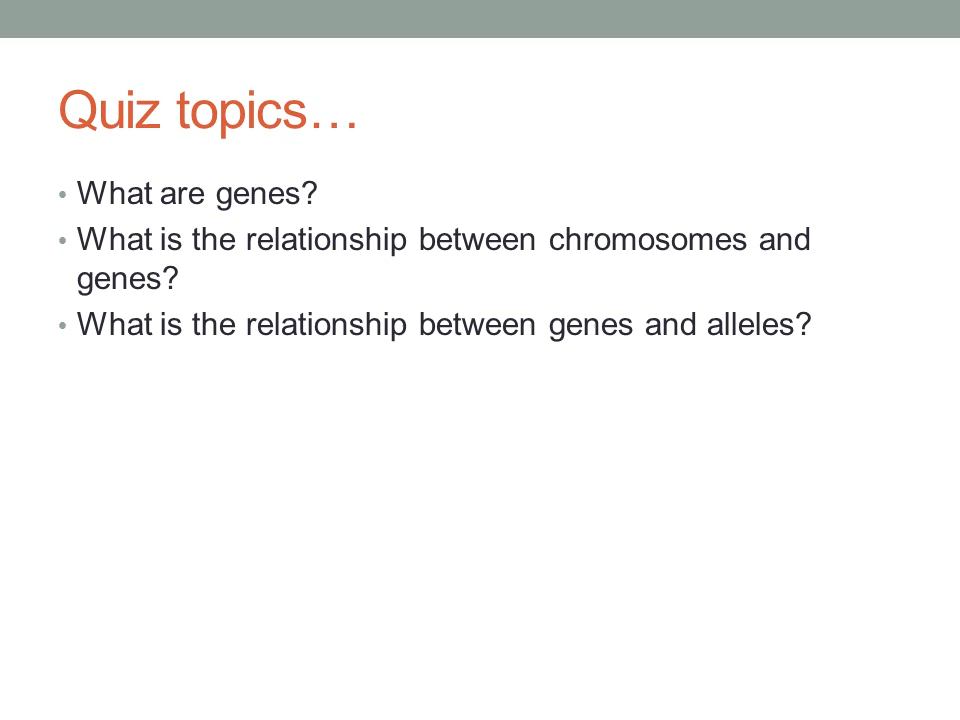 Quiz topics…
• What are genes?
• What is the relationship between chromosomes and
genes?
• What is the relationship between genes and alleles?